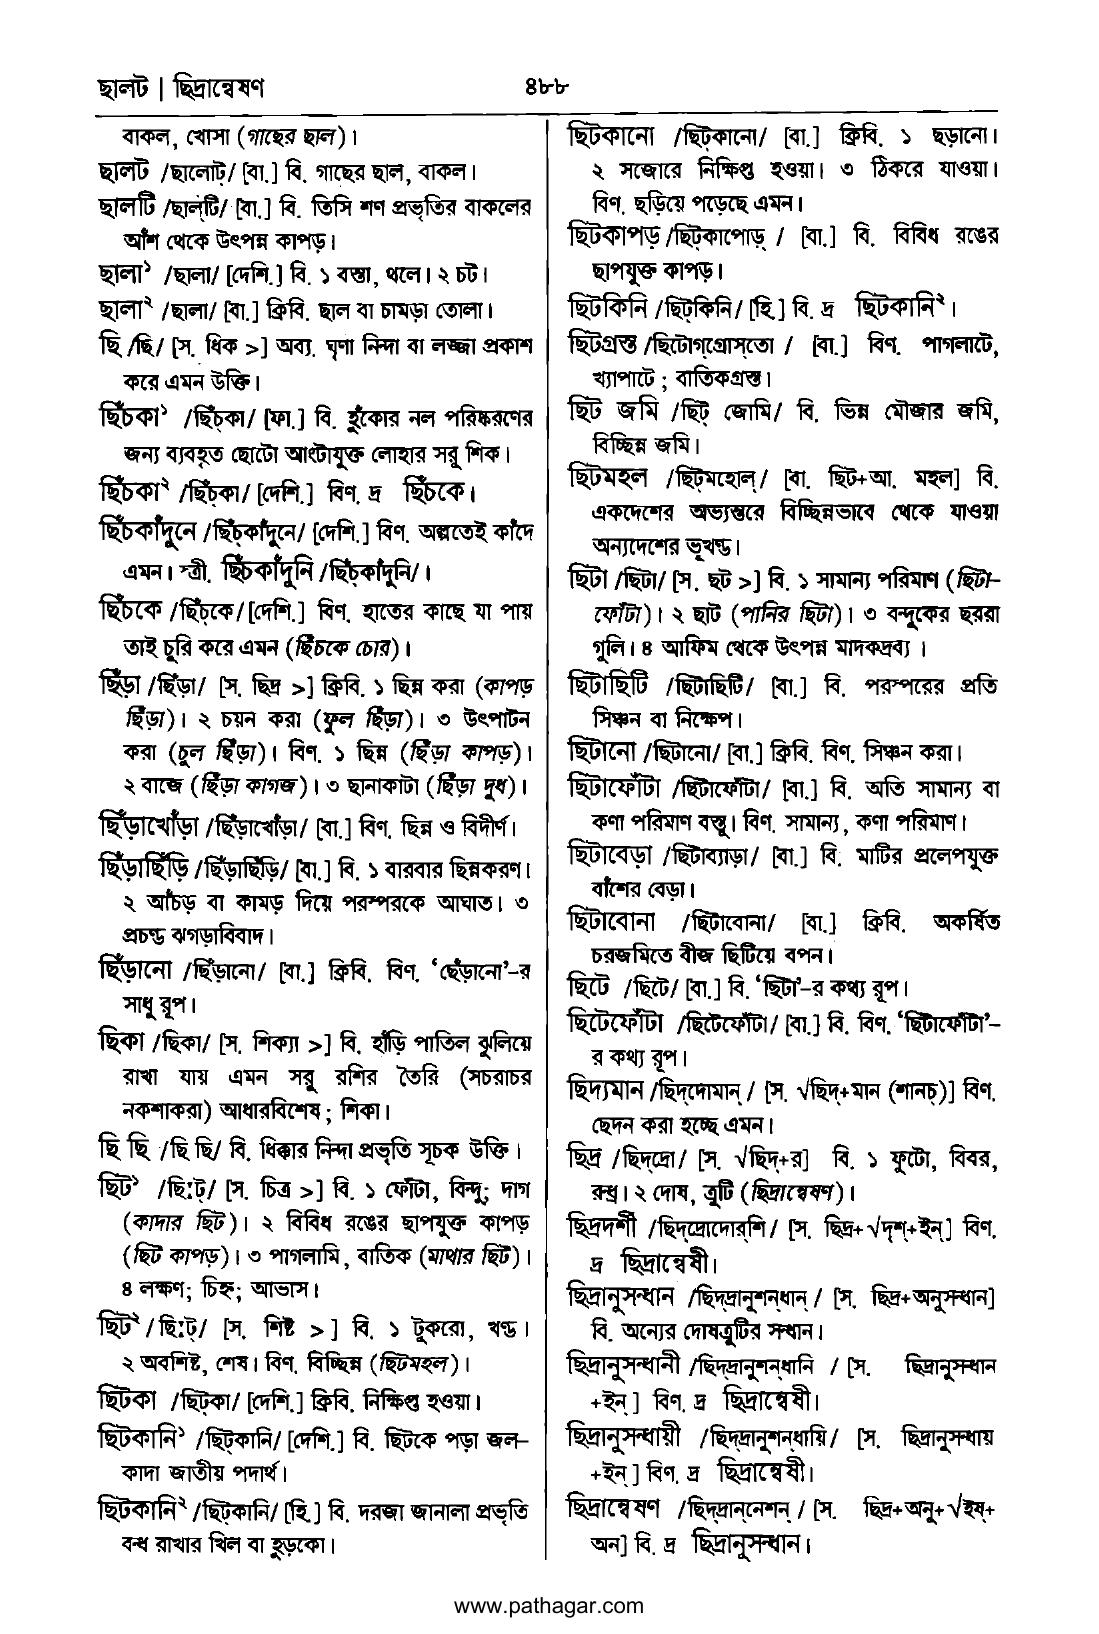 ছালট | ছিদ্রান্বেষণ
৪৮৮
বাকল, খোসা (গাছের ছাল)।
ছালট /ছালোট্/ [বা.] বি. গাছের ছাল, বাকল।
ছালটি /ছাল্‌টি/ [বা.] বি. তিসি শণ প্রভৃতির বাকলের
আঁশ থেকে উৎপন্ন কাপড়।
ছালা১ /ছালা/ [দেশি.] বি. ১ বস্তা, থলে। ২ চট।
ছালা২ /ছালা/ [বা.] ক্রিবি. ছাল বা চামড়া তোলা।
ছি /ছি/ [স. ধিক >] অব্য. ঘৃণা নিন্দা বা লজ্জা প্রকাশ
করে এমন উক্তি।
ছিঁচকা১ /ছিঁচ্‌কা/ [ফা.] বি. হুঁকোর নল পরিষ্করণের
জন্য ব্যবহৃত ছোটো আংটাযুক্ত লোহার সরু শিক।
ছিঁচকা২ /ছিঁচ্‌কা/ [দেশি.] বিণ. দ্র ছিঁচকে।
ছিঁচকাঁদুনে /ছিঁচ্‌কাঁদুনে/ [দেশি.] বিণ. অল্পতেই কাঁদে
এমন। স্ত্রী. ছিঁচকাঁদুনি /ছিঁচ্‌কাঁদুনি/।
ছিঁচকে /ছিঁচ্‌কে/ [দেশি.] বিণ. হাতের কাছে যা পায়
তাই চুরি করে এমন (ছিঁচকে চোর)।
ছিঁড়া /ছিঁড়া/ [স. ছিদ্র >] ক্রিবি. ১ ছিন্ন করা (কাপড়
ছিঁড়া)। ২ চয়ন করা (ফুল ছিঁড়া)। ৩ উৎপাটন
করা (চুল ছিঁড়া)। বিণ. ১ ছিন্ন (ছিঁড়া কাপড়)।
২ বাজে (ছিঁড়া কাগজ)। ৩ ছানাকাটা (ছিঁড়া দুধ)।
ছিঁড়াখোঁড়া /ছিঁড়াখোঁড়া/ [বা.] বিণ. ছিন্ন ও বিদীর্ণ।
ছিঁড়াছিঁড়ি /ছিঁড়াছিঁড়ি/ [বা.] বি. ১ বারবার ছিন্নকরণ।
২ আঁচড় বা কামড় দিয়ে পরস্পরকে আঘাত। ৩
প্রচন্ড ঝগড়াবিবাদ।
ছিঁড়ানো /ছিঁড়ানো/ [বা.] ক্রিবি. বিণ. ‘ছেঁড়ানো’-র
সাধু রূপ।
ছিকা /ছিকা/ [স. শিক্যা >] বি. হাঁড়ি পাতিল ঝুলিয়ে
রাখা যায় এমন সরু রশির তৈরি (সচরাচর
নকশাকরা) আধারবিশেষ; শিকা।
ছি ছি /ছি ছি/ বি. ধিক্কার নিন্দা প্রভৃতি সূচক উক্তি।
ছিট১ /ছি:ট্/ [স. চিত্র >] বি. ১ ফোঁটা, বিন্দু; দাগ
(কাদার ছিট)। ২ বিবিধ রঙের ছাপযুক্ত কাপড়
(ছিট কাপড়)। ৩ পাগলামি, বাতিক (মাথার ছিট)।
৪ লক্ষণ; চিহ্ন; আভাস।
ছিট২ /ছি:ট্/ [স. শিষ্ট >] বি. ১ টুকরো, খণ্ড।
২ অবশিষ্ট, শেষ। বিণ. বিচ্ছিন্ন (ছিটমহল)।
ছিটকা /ছিট্‌কা/ [দেশি.] ক্রিবি. নিক্ষিপ্ত হওয়া।
ছিটকানি১ /ছিট্‌কানি/ [দেশি.] বি. ছিটকে পড়া জল-
কাদা জাতীয় পদার্থ।
ছিটকানি২ /ছিট্‌কানি/ [হি.] বি. দরজা জানালা প্রভৃতি
বন্ধ রাখার খিল বা হুড়কো।
ছিটকানো /ছিট্‌কানো/ [বা.] ক্রিবি. ১ ছড়ানো।
২ সজোরে নিক্ষিপ্ত হওয়া। ৩ ঠিকরে যাওয়া।
বিণ. ছড়িয়ে পড়েছে এমন।
ছিটকাপড় /ছিট্‌কাপোড়্ / [বা.] বি. বিবিধ রঙের
ছাপযুক্ত কাপড়।
ছিটকিনি /ছিট্‌কিনি/ [হি.] বি. দ্র ছিটকানি২।
ছিটগ্রস্ত /ছিটোগ্‌গ্রোস্‌তো / [বা.] বিণ. পাগলাটে,
খ্যাপাটে ; বাতিকগ্রস্ত।
ছিট জমি /ছিট্ জোমি/ বি. ভিন্ন মৌজার জমি,
বিচ্ছিন্ন জমি।
ছিটমহল /ছিট্‌মহোল্/ [বা. ছিট+আ. মহল] বি.
একদেশের অভ্যন্তরে বিচ্ছিন্নভাবে থেকে যাওয়া
অন্যদেশের ভূখন্ড।
ছিটা /ছিটা/ [স. ছট >] বি. ১ সামান্য পরিমাণ (ছিটা-
ফোঁটা)। ২ ছাট (পানির ছিটা)। ৩ বন্দুকের ছররা
গুলি। ৪ আফিম থেকে উৎপন্ন মাদকদ্রব্য ।
ছিটাছিটি /ছিটাছিটি/ [বা.] বি. পরস্পরের প্রতি
সিঞ্চন বা নিক্ষেপ।
ছিটানো /ছিটানো/ [বা.] ক্রিবি. বিণ. সিঞ্চন করা।
ছিটাফোঁটা /ছিটাফোঁটা/ [বা.] বি. অতি সামান্য বা
কণা পরিমাণ বস্তু। বিণ. সামান্য, কণা পরিমাণ।
ছিটাবেড়া /ছিটাব্যাড়া/ [বা.] বি. মাটির প্রলেপযুক্ত
বাঁশের বেড়া।
ছিটাবোনা /ছিটাবোনা/ [বা.] ক্রিবি. অকর্ষিত
চরজমিতে বীজ ছিটিয়ে বপন।
ছিটে /ছিটে/ [বা.] বি. ‘ছিটা’-র কথ্য রূপ।
ছিটেফোঁটা /ছিটেফোঁটা/ [বা.] বি. বিণ. ‘ছিটাফোঁটা’-
র কথ্য রূপ।
ছিদ্যমান /ছিদ্‌দোমান্ / [স. √ছিদ্+মান (শানচ্)] বিণ.
ছেদন করা হচ্ছে এমন।
ছিদ্র /ছিদ্‌দ্রো/ [স. √ছিদ্+র] বি. ১ ফুটো, বিবর,
রন্ধ্র। ২ দোষ, ত্রুটি (ছিদ্রান্বেষণ)।
ছিদ্রদর্শী /ছিদ্‌দ্রোদোর্‌শি/ [স. ছিদ্র+√দৃশ্+ইন্] বিণ.
দ্র ছিদ্রান্বেষী।
ছিদ্রানুসন্ধান /ছিদ্‌দ্রানুশন্‌ধান্ / [স. ছিদ্র+অনুসন্ধান]
বি. অন্যের দোষত্রুটির সন্ধান।
ছিদ্রানুসন্ধানী /ছিদ্‌দ্রানুশন্‌ধানি / [স. ছিদ্রানুসন্ধান
+ইন্ ] বিণ. দ্র ছিদ্রান্বেষী।
ছিদ্রানুসন্ধায়ী /ছিদ্‌দ্রানুশন্‌ধায়ি/ [স. ছিদ্রানুসন্ধায়
+ইন্ ] বিণ. দ্র ছিদ্রান্বেষী।
ছিদ্রান্বেষণ /ছিদ্‌দ্রান্‌নেশন্ / [স. ছিদ্র+অনু+√ইষ্+
অন] বি. দ্র ছিদ্রানুসন্ধান।
www.pathagar.com